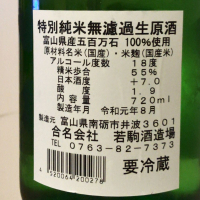 特別純米無濾過生原酒
富山県産五百万石 100％使用
原材料名/米(国産)・米麹(国産米)
アルコール度数 18度
精米歩合 55％
日本酒度 +7.0
酸度 1.9
内容量 720ml
製造年月 令和元年8月
製造元 富山県南砺市井波3601
合名会社 若駒酒造場
TEL 0763-82-7373
要冷蔵
4520064200278